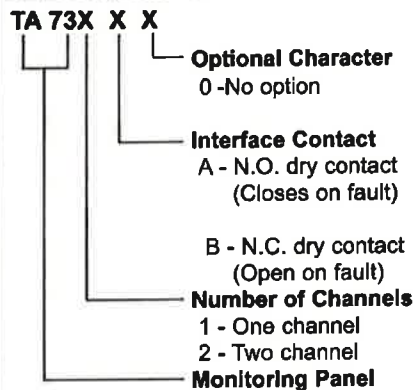 TA 73X X X
Optional Character
0 -No option
Interface Contact
A - N.O. dry contact
(Closes on fault)
B - N.C. dry contact
(Open on fault)
Number of Channels
1 - One channel
2 - Two channel
Monitoring Panel